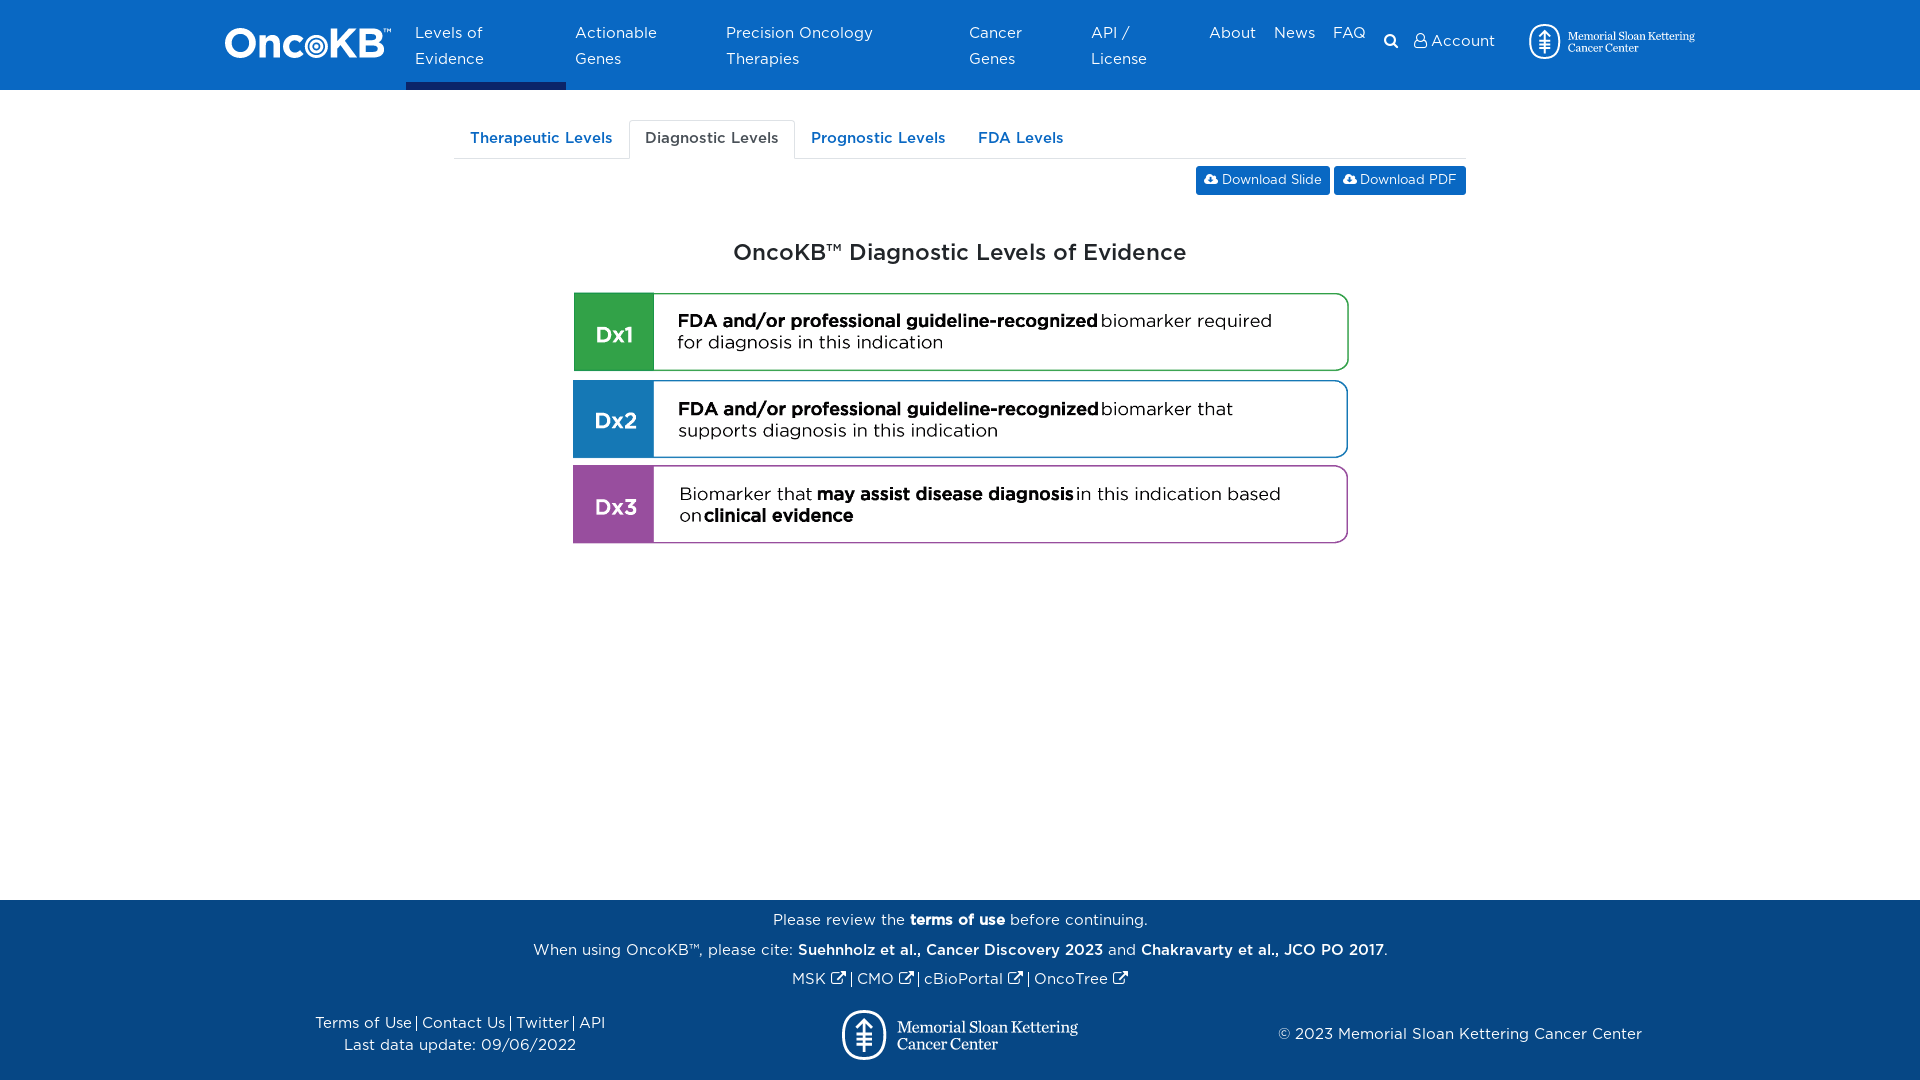 OncoKB™
Levels of Evidence
Actionable Genes
Precision Oncology Therapies
Cancer Genes
API / License
About
News
FAQ
Account
Memorial Sloan Kettering
Cancer Center
Therapeutic Levels
Diagnostic Levels
Prognostic Levels
FDA Levels
Download Slide
Download PDF
OncoKB™ Diagnostic Levels of Evidence
Dx1
FDA and/or professional guideline-recognized biomarker required
for diagnosis in this indication
Dx2
FDA and/or professional guideline-recognized biomarker that
supports diagnosis in this indication
Dx3
Biomarker that may assist disease diagnosis in this indication based
on clinical evidence
Please review the terms of use before continuing.
When using OncoKB™, please cite: Suehnholz et al., Cancer Discovery 2023 and Chakravarty et al., JCO PO 2017.
MSK | CMO | cBioPortal | OncoTree
Terms of Use | Contact Us | Twitter | API
Last data update: 09/06/2022
Memorial Sloan Kettering
Cancer Center
© 2023 Memorial Sloan Kettering Cancer Center